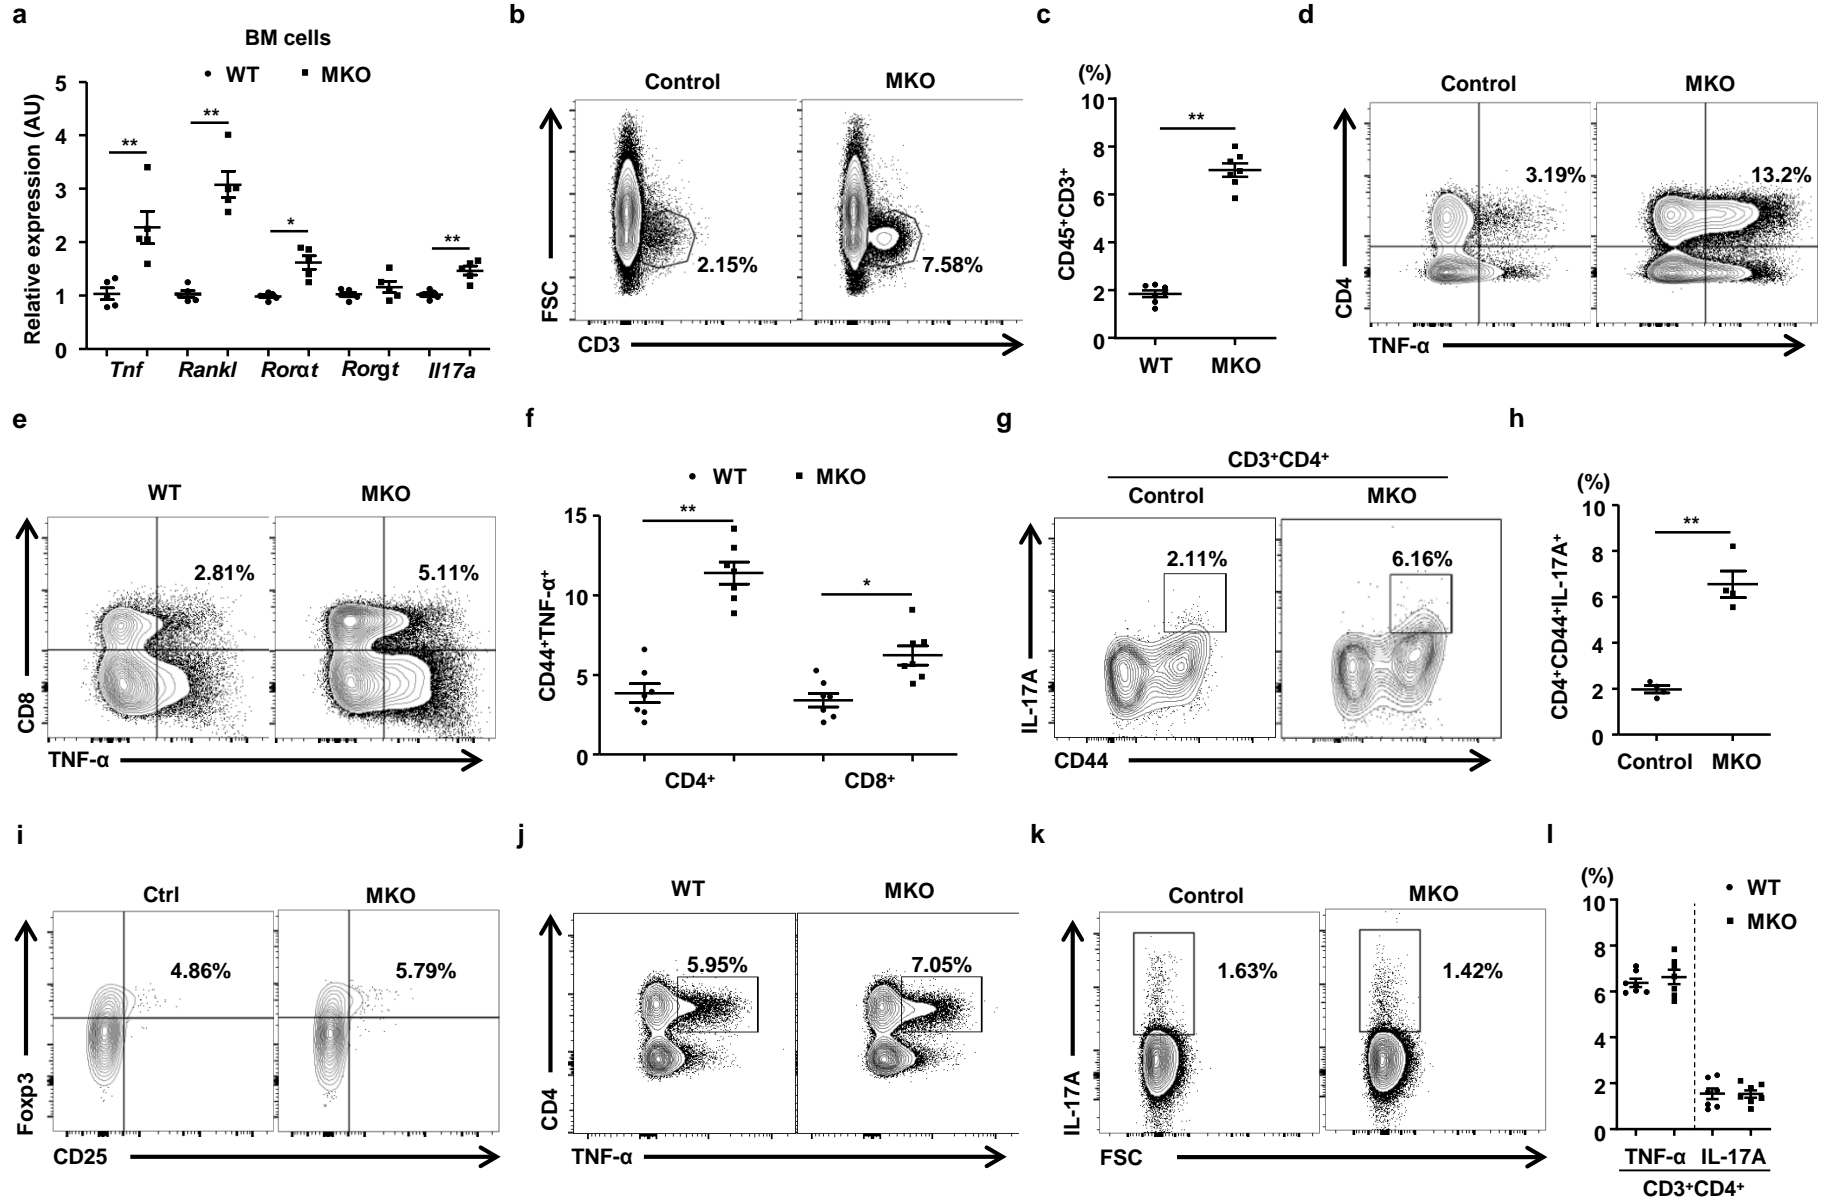 a
BM cells
WT MKO
Relative expression (AU)
5
4
3
2
1
0
** ** * **
Tnf Rankl Rorαt Rorgt Il17a
b
Control MKO
FSC
2.15% 7.58%
CD3
c
(%)
CD45+CD3+
10
8
6
4
2
0
**
WT MKO
d
Control MKO
CD4
3.19% 13.2%
TNF-α
e
WT MKO
CD8
2.81% 5.11%
TNF-α
f
WT MKO
CD44+TNF-α+
15
10
5
0
** *
CD4+ CD8+
g
CD3+CD4+
Control MKO
IL-17A
2.11% 6.16%
CD44
h
(%)
CD4+CD44+IL-17A+
10
8
6
4
2
0
**
Control MKO
i
Ctrl MKO
Foxp3
4.86% 5.79%
CD25
j
WT MKO
CD4
5.95% 7.05%
TNF-α
k
Control MKO
IL-17A
1.63% 1.42%
FSC
l
(%)
WT
MKO
10
8
6
4
2
0
TNF-α IL-17A
CD3+CD4+